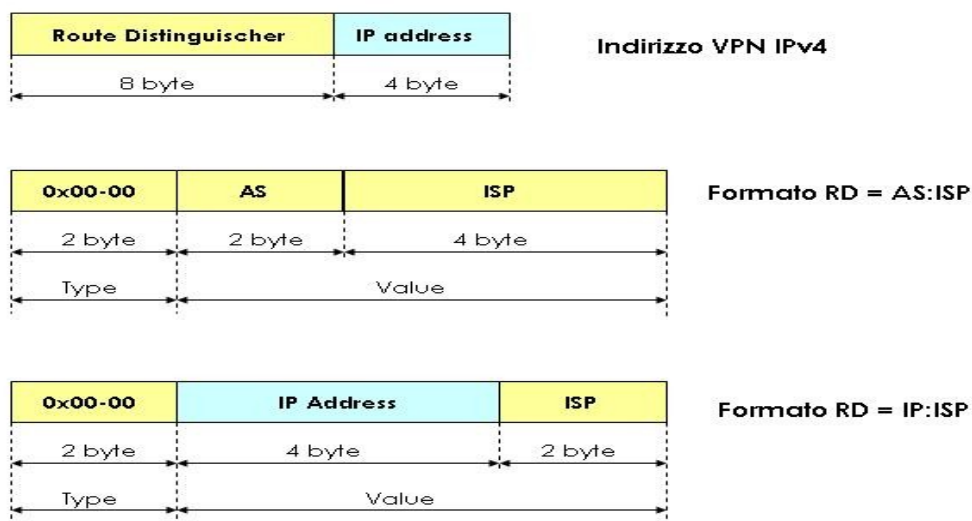 Route Distinguischer IP address
Indirizzo VPN IPv4
8 byte 4 byte
0x00-00 AS ISP
Formato RD = AS:ISP
2 byte 2 byte 4 byte
Type Value
0x00-00 IP Address ISP
Formato RD = IP:ISP
2 byte 4 byte 2 byte
Type Value